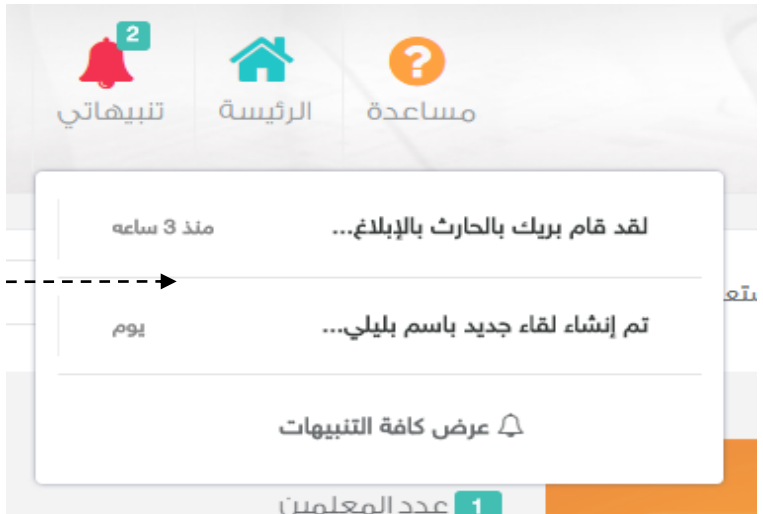 مساعدة
الرئيسة
تنبيهاتي 2
لقد قام بريك بالحارث بالإبلاغ... منذ 3 ساعه
تم إنشاء لقاء جديد باسم بليلي... يوم
عرض كافة التنبيهات
1 عدد المعلمين